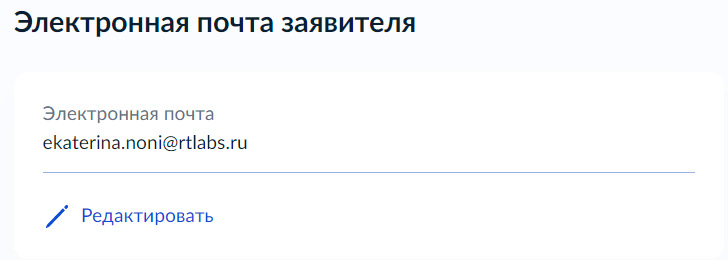 Электронная почта заявителя
Электронная почта
ekaterina.noni@rtlabs.ru
Редактировать